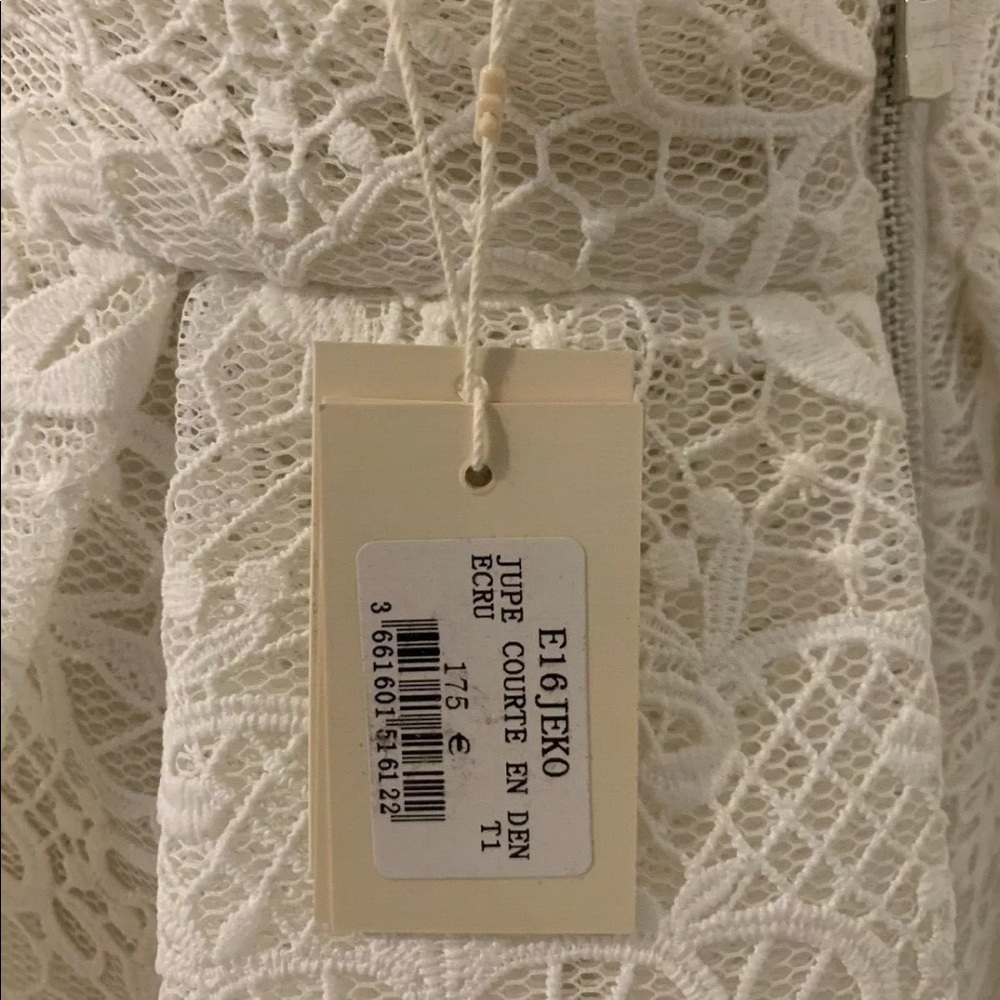 E16JEKO
JUPE COURTE EN DEN
ECRU T1
175 €
3 661601 516122